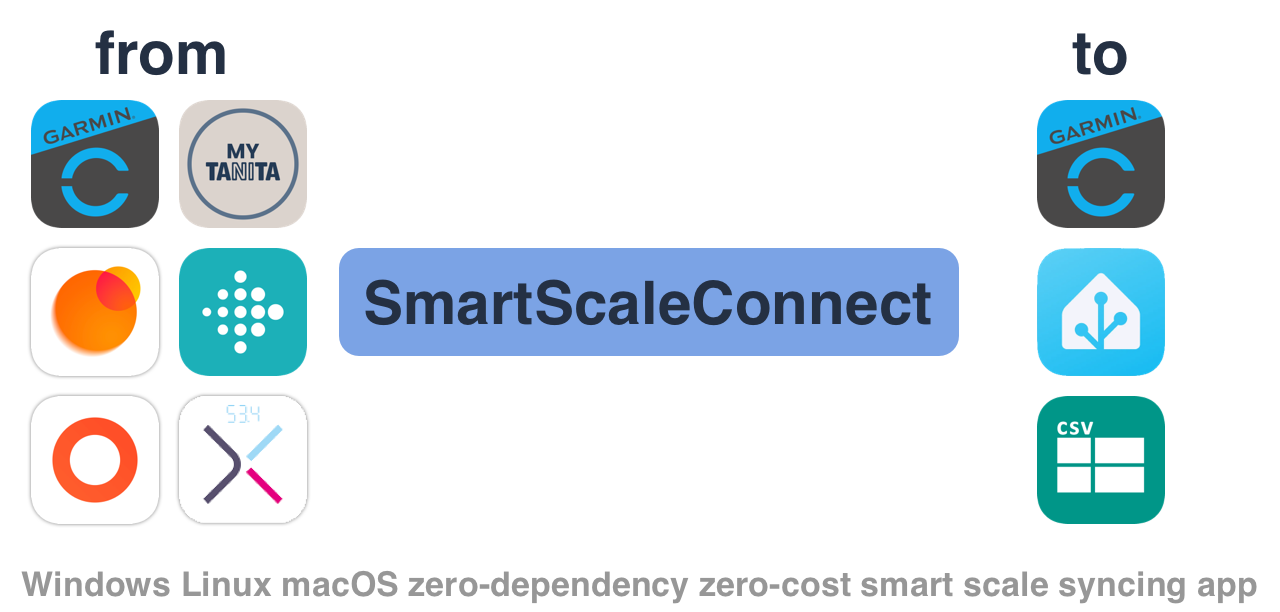 from
to
GARMIN.
MY
TANITA
GARMIN.
SmartScaleConnect
53.4
CSV
Windows Linux macOS zero-dependency zero-cost smart scale syncing app